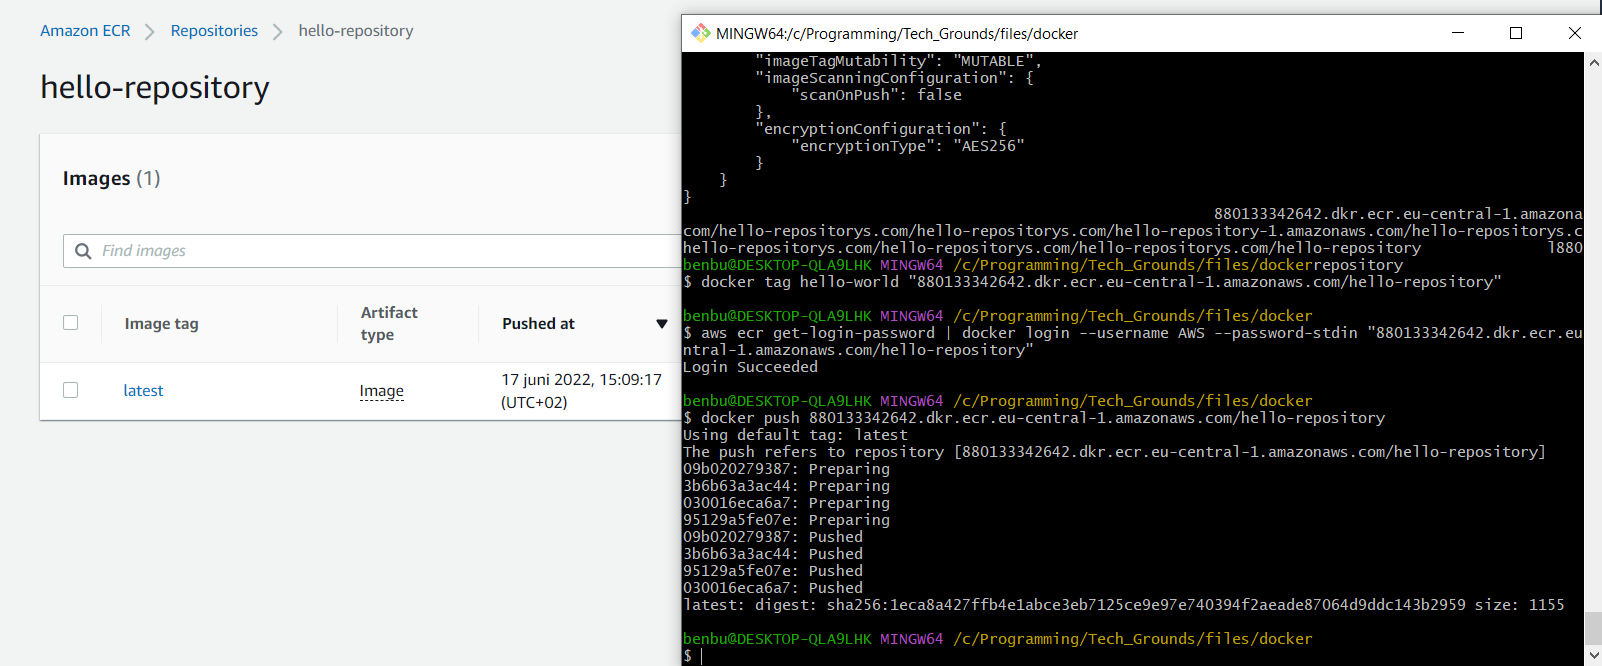 Amazon ECR
Repositories
hello-repository
hello-repository
Images (1)
Find images
Image tag
Artifact
type
Pushed at
latest
Image
17 juni 2022, 15:09:17
(UTC+02)
MINGW64:/c/Programming/Tech_Grounds/files/docker
        "imageTagMutability": "MUTABLE",
        "imageScanningConfiguration": {
            "scanOnPush": false
        },
        "encryptionConfiguration": {
            "encryptionType": "AES256"
        }
    }
}
880133342642.dkr.ecr.eu-central-1.amazona
com/hello-repositorys.com/hello-repositorys.com/hello-repository-1.amazonaws.com/hello-repositorys.c
hello-repositorys.com/hello-repositorys.com/hello-repositorys.com/hello-repository              l880
benbu@DESKTOP-QLA9LHK MINGW64 /c/Programming/Tech_Grounds/files/dockerrepository
$ docker tag hello-world "880133342642.dkr.ecr.eu-central-1.amazonaws.com/hello-repository"
benbu@DESKTOP-QLA9LHK MINGW64 /c/Programming/Tech_Grounds/files/docker
$ aws ecr get-login-password | docker login --username AWS --password-stdin "880133342642.dkr.ecr.eu
ntral-1.amazonaws.com/hello-repository"
Login Succeeded
benbu@DESKTOP-QLA9LHK MINGW64 /c/Programming/Tech_Grounds/files/docker
$ docker push 880133342642.dkr.ecr.eu-central-1.amazonaws.com/hello-repository
Using default tag: latest
The push refers to repository [880133342642.dkr.ecr.eu-central-1.amazonaws.com/hello-repository]
09b020279387: Preparing
3b6b63a3ac44: Preparing
030016eca6a7: Preparing
95129a5fe07e: Preparing
09b020279387: Pushed
3b6b63a3ac44: Pushed
95129a5fe07e: Pushed
030016eca6a7: Pushed
latest: digest: sha256:1eca8a427ffb4e1abce3eb7125ce9e97e740394f2aeade87064d9ddc143b2959 size: 1155
benbu@DESKTOP-QLA9LHK MINGW64 /c/Programming/Tech_Grounds/files/docker
$